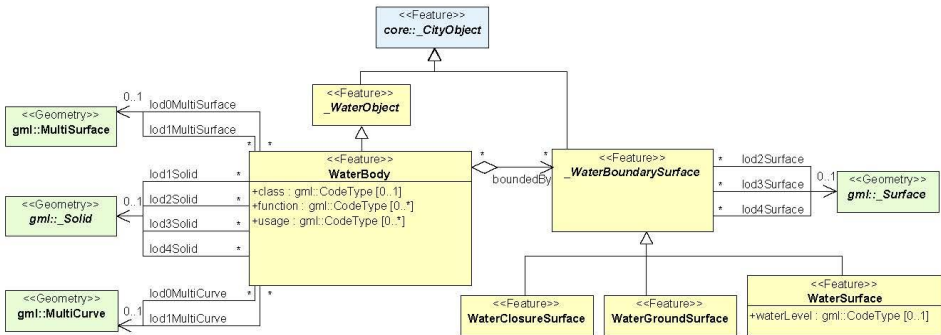 <<Feature>>
core::_CityObject
<<Feature>>
_WaterObject
<<Geometry>>
gml::MultiSurface
0..1
lod0MultiSurface
lod1MultiSurface
*
*
<<Feature>>
WaterBody
+class : gml::CodeType [0..1]
+function : gml::CodeType [0..*]
+usage : gml::CodeType [0..*]
*
*
boundedBy
<<Feature>>
_WaterBoundarySurface
*
lod2Surface
*
lod3Surface
*
lod4Surface
0..1
<<Geometry>>
gml::_Surface
<<Geometry>>
gml::_Solid
0..1
lod1Solid
*
lod2Solid
*
lod3Solid
*
lod4Solid
*
<<Geometry>>
gml::MultiCurve
0..1
lod0MultiCurve
lod1MultiCurve
*
*
<<Feature>>
WaterClosureSurface
<<Feature>>
WaterGroundSurface
<<Feature>>
WaterSurface
+waterLevel : gml::CodeType [0..1]